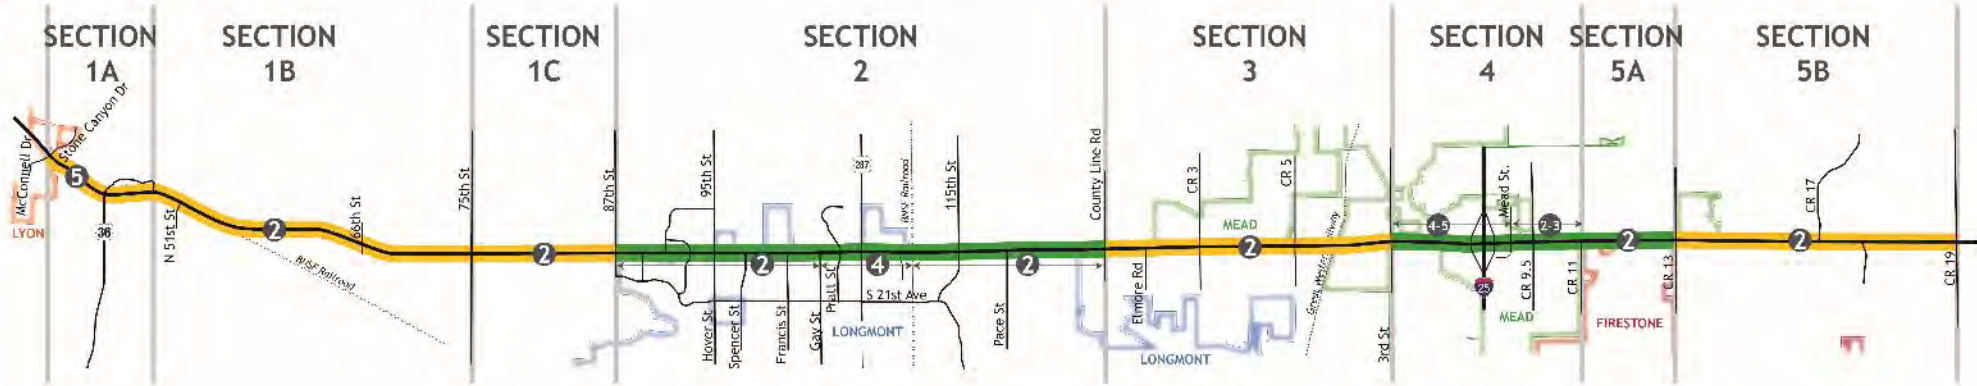 SECTION
1A
SECTION
1B
SECTION
1C
SECTION
2
SECTION
3
SECTION
4
SECTION
5A
SECTION
5B
McConnell Dr
Stone Canyon Dr
LYON
5
36
N 51st St
2
BNSF Railroad
66th St
75th St
2
87th St
95th St
287
BNSF Railroad
115th St
2
4
2
Hover St
Spencer St
Francis St
Gay St
Pratt St
S 21st Ave
LONGMONT
Pace St
County Line Rd
Elmore Rd
CR 3
MEAD
CR 5
2
LONGMONT
3rd St
4-5
Mead St.
2-3
25
CR 9.5
MEAD
CR 11
2
FIRESTONE
CR 13
2
CR 17
CR 19